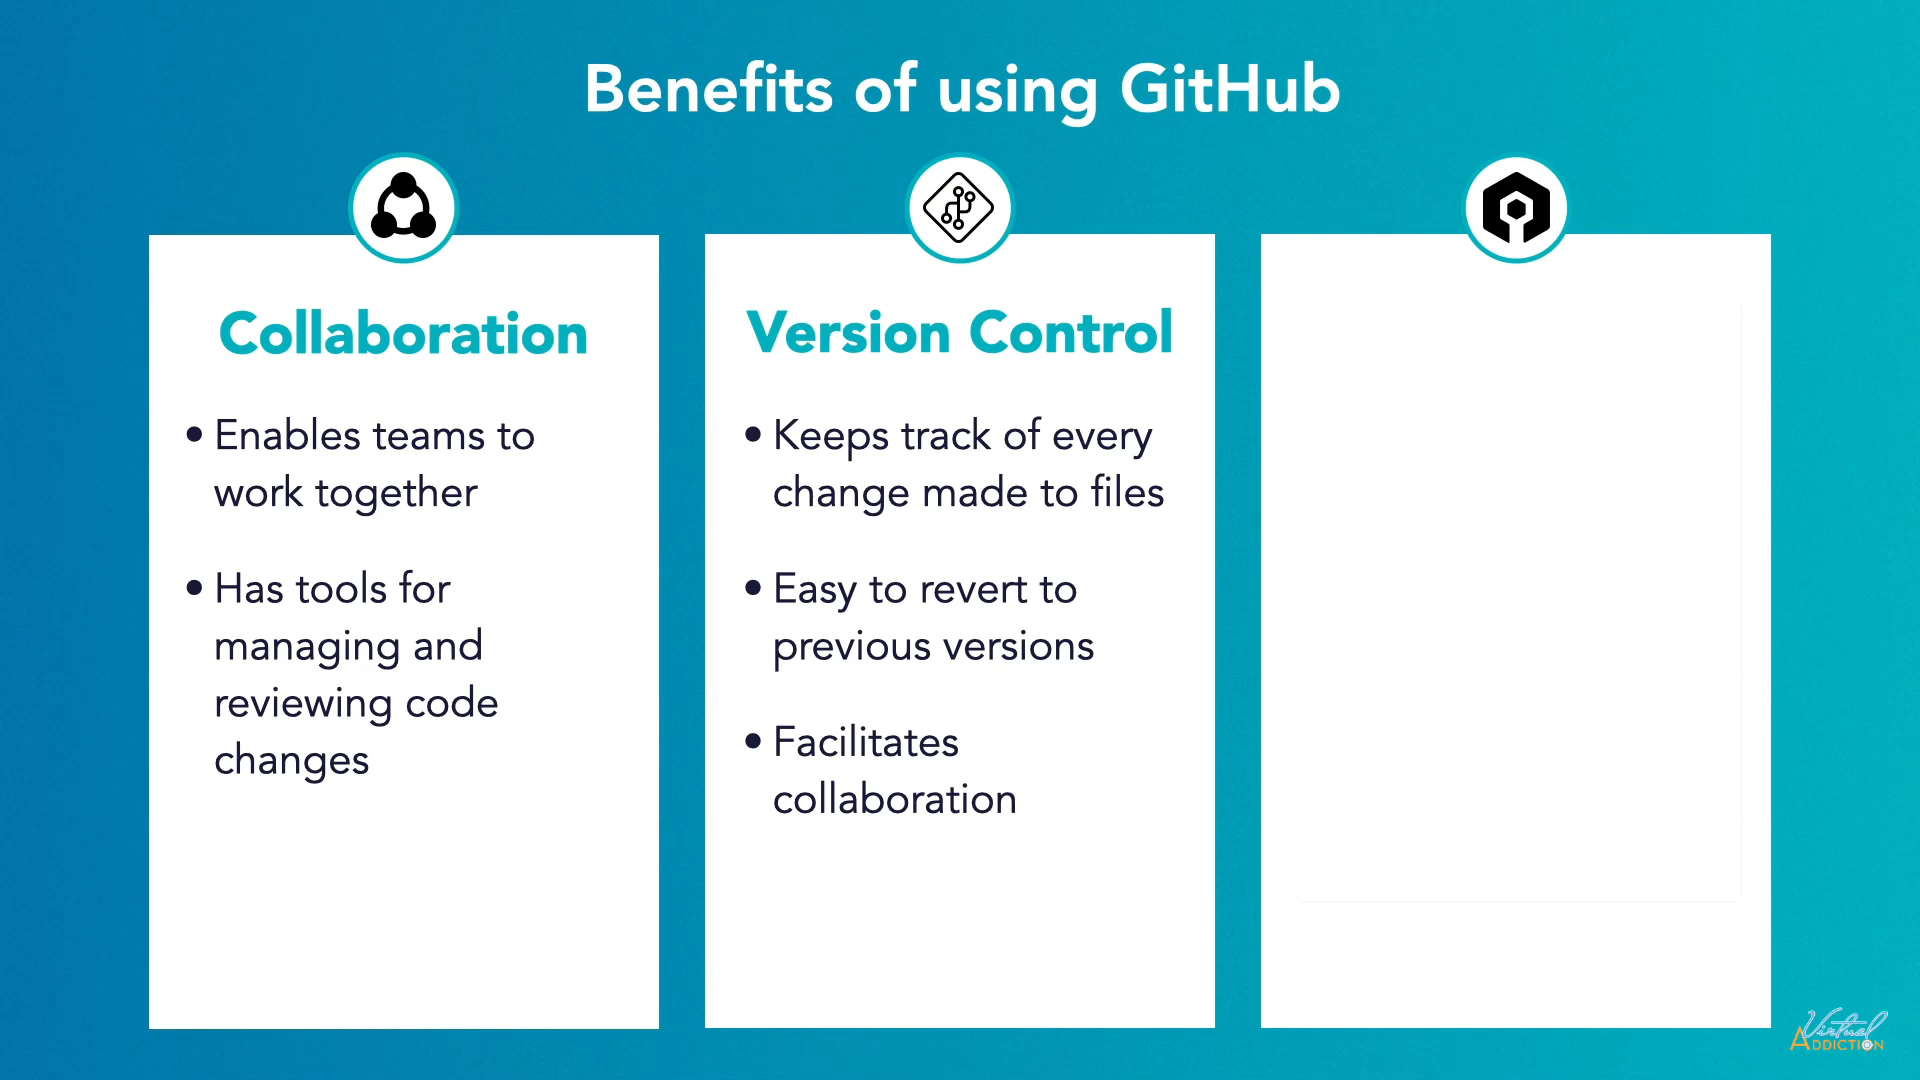 Benefits of using GitHub
Collaboration
• Enables teams to
work together
• Has tools for
managing and
reviewing code
changes
Version Control
• Keeps track of every
change made to files
• Easy to revert to
previous versions
• Facilitates
collaboration
Virtual
ADDICTION